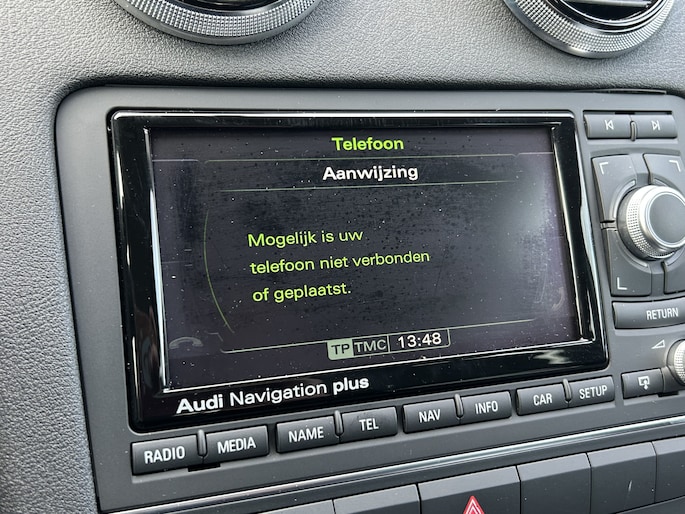 Telefoon
Aanwijzing
Mogelijk is uw
telefoon niet verbonden
of geplaatst.
TP TMC 13:48
Audi Navigation plus
RADIO MEDIA NAME TEL NAV INFO CAR SETUP
RETURN